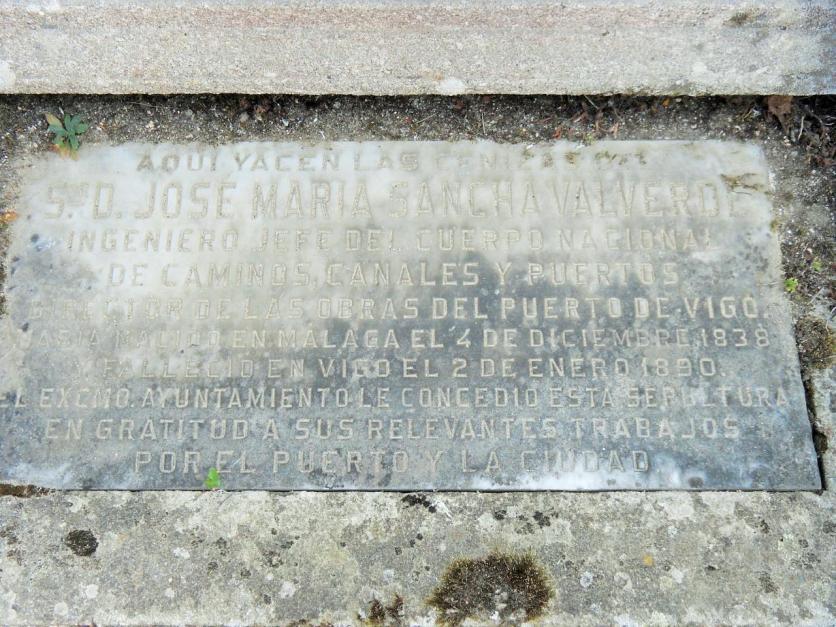 AQUI YACEN LAS CENIZAS DEL
S.R D. JOSE MARIA SANCHA VALVERDE
INGENIERO JEFE DEL CUERPO NACIONAL
DE CAMINOS, CANALES Y PUERTOS
DIRECTOR DE LAS OBRAS DEL PUERTO DE VIGO.
HABIA NACIDO EN MALAGA EL 4 DE DICIEMBRE 1838
Y FALLECIO EN VIGO EL 2 DE ENERO 1890.
EL EXCMO. AYUNTAMIENTO LE CONCEDIO ESTA SEPULTURA
EN GRATITUD A SUS RELEVANTES TRABAJOS
POR EL PUERTO Y LA CIUDAD